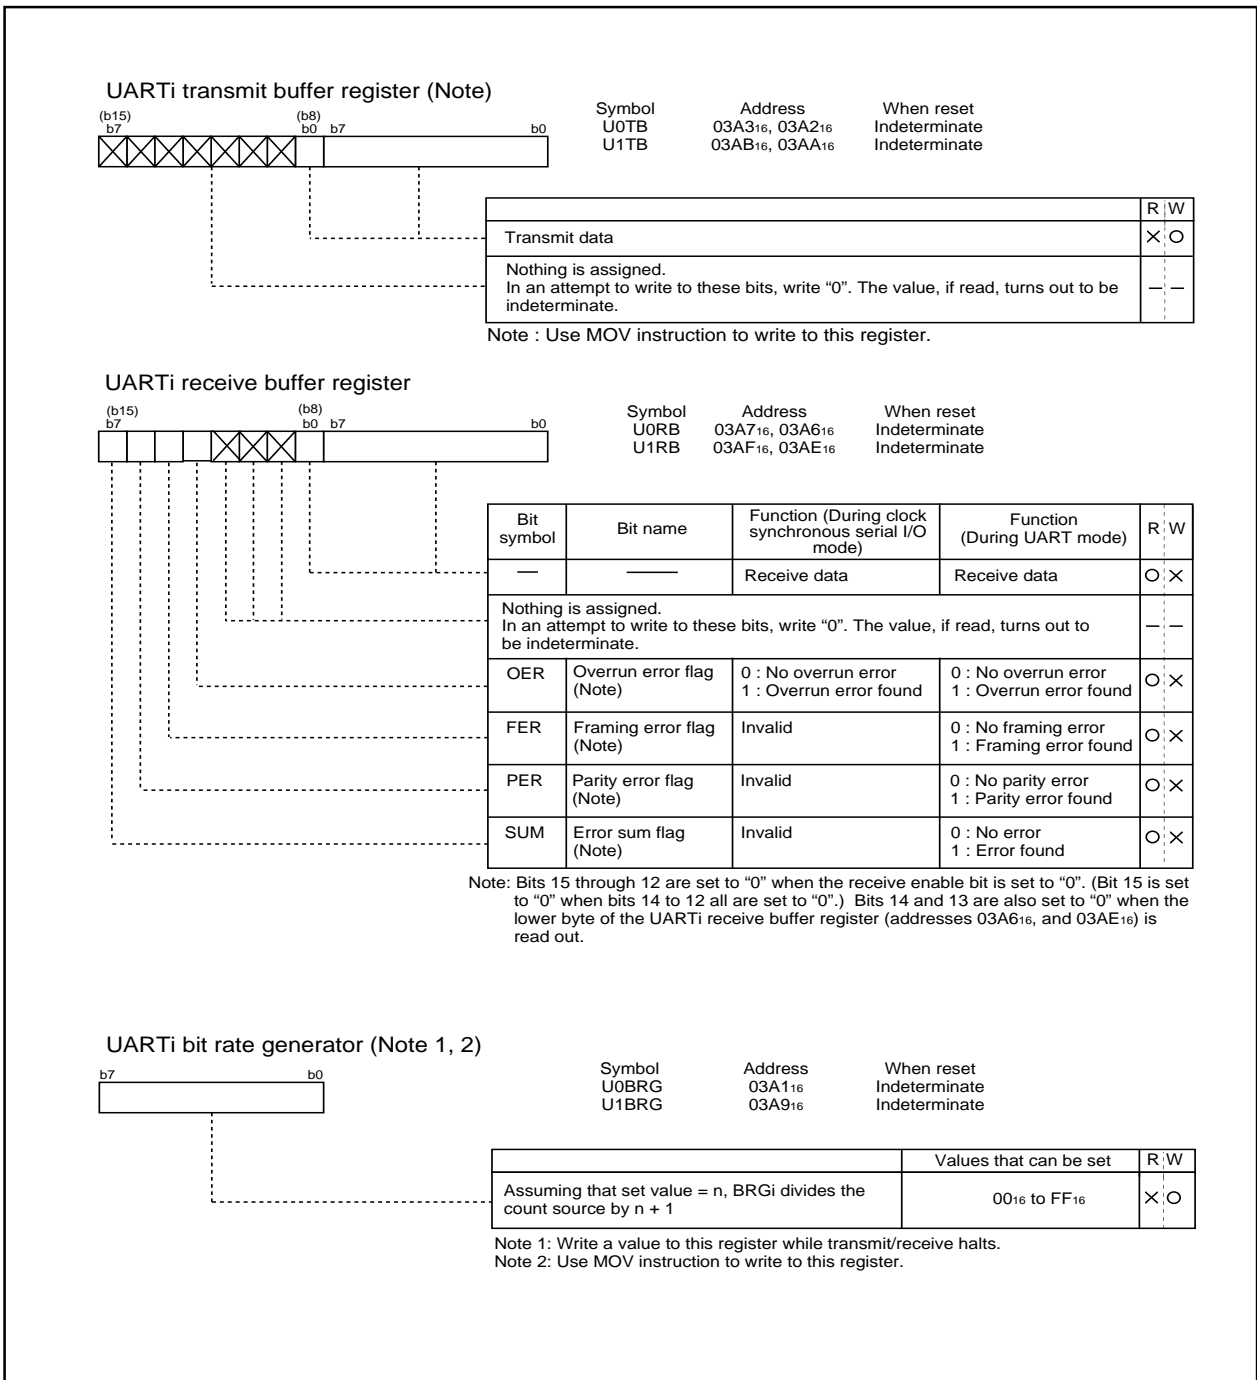 UARTi transmit buffer register (Note)
(b15) (b8)
b7 b0 b7 b0
Symbol Address When reset
U0TB 03A3₁₆, 03A2₁₆ Indeterminate
U1TB 03AB₁₆, 03AA₁₆ Indeterminate
R W
Transmit data X O
Nothing is assigned.
In an attempt to write to these bits, write “0”. The value, if read, turns out to be
indeterminate.
— —
Note : Use MOV instruction to write to this register.
UARTi receive buffer register
(b15) (b8)
b7 b0 b7 b0
Symbol Address When reset
U0RB 03A7₁₆, 03A6₁₆ Indeterminate
U1RB 03AF₁₆, 03AE₁₆ Indeterminate
Bit
symbol
Bit name
Function (During clock
synchronous serial I/O
mode)
Function
(During UART mode)
R W
— — Receive data Receive data O X
Nothing is assigned.
In an attempt to write to these bits, write “0”. The value, if read, turns out to
be indeterminate.
— —
OER Overrun error flag 0 : No overrun error 0 : No overrun error O X
(Note) 1 : Overrun error found 1 : Overrun error found
FER Framing error flag Invalid 0 : No framing error O X
(Note) 1 : Framing error found
PER Parity error flag Invalid 0 : No parity error O X
(Note) 1 : Parity error found
SUM Error sum flag Invalid 0 : No error O X
(Note) 1 : Error found
Note: Bits 15 through 12 are set to “0” when the receive enable bit is set to “0”. (Bit 15 is set
to “0” when bits 14 to 12 all are set to “0”.) Bits 14 and 13 are also set to “0” when the
lower byte of the UARTi receive buffer register (addresses 03A6₁₆, and 03AE₁₆) is
read out.
UARTi bit rate generator (Note 1, 2)
b7 b0
Symbol Address When reset
U0BRG 03A1₁₆ Indeterminate
U1BRG 03A9₁₆ Indeterminate
Values that can be set R W
Assuming that set value = n, BRGi divides the
count source by n + 1
00₁₆ to FF₁₆ X O
Note 1: Write a value to this register while transmit/receive halts.
Note 2: Use MOV instruction to write to this register.